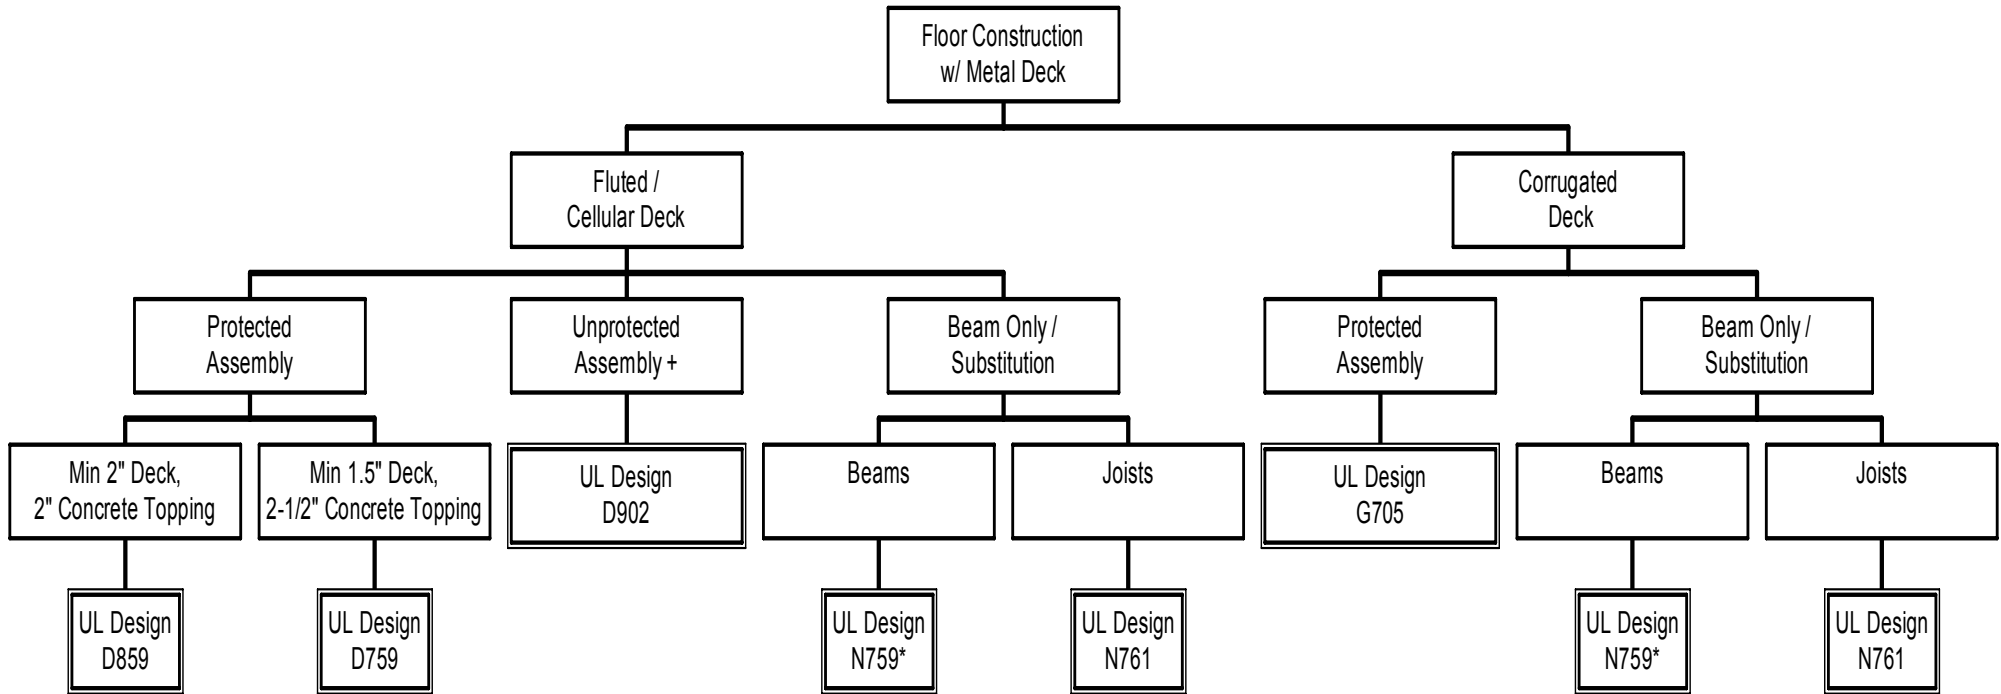 Floor Construction
w/ Metal Deck
Fluted /
Cellular Deck
Corrugated
Deck
Protected
Assembly
Unprotected
Assembly +
Beam Only /
Substitution
Protected
Assembly
Beam Only /
Substitution
Min 2" Deck,
2" Concrete Topping
Min 1.5" Deck,
2-1/2" Concrete Topping
UL Design
D902
Beams
Joists
UL Design
G705
Beams
Joists
UL Design
D859
UL Design
D759
UL Design
N759*
UL Design
N761
UL Design
N759*
UL Design
N761